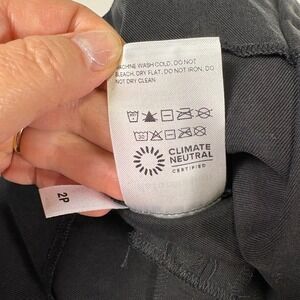 MACHINE WASH COLD, DO NOT
BLEACH, DRY FLAT, DO NOT IRON, DO
NOT DRY CLEAN
CLIMATE
NEUTRAL
CERTIFIED
2P